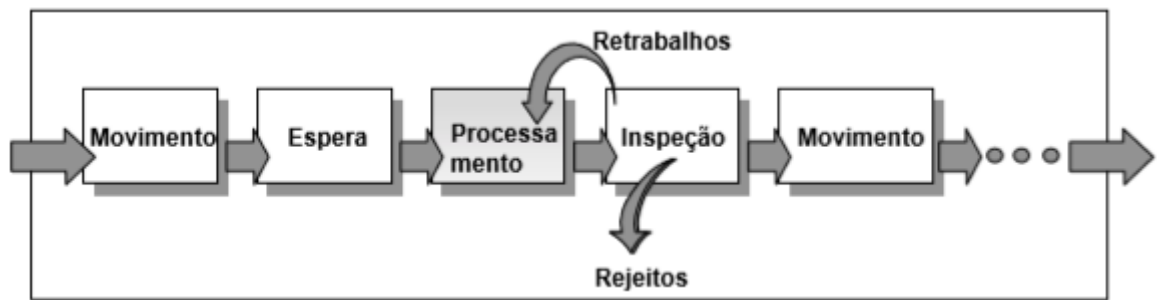 Retrabalhos
Movimento
Espera
Processa
mento
Inspeção
Movimento
Rejeitos